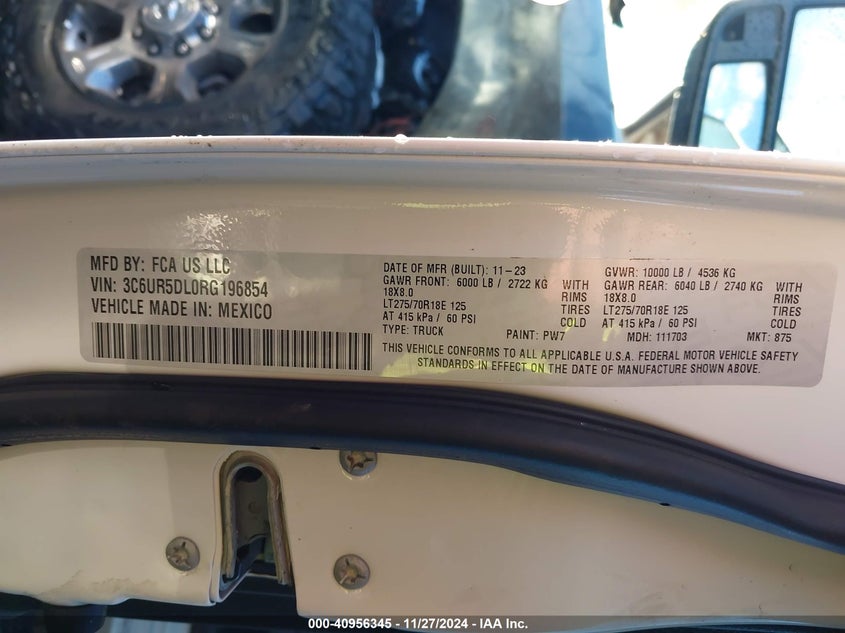 MFD BY: FCA US LLC
VIN: 3C6UR5DL0RG196854
VEHICLE MADE IN: MEXICO
DATE OF MFR (BUILT): 11-23
GAWR FRONT: 6000 LB / 2722 KG WITH
18X8.0 RIMS
LT275/70R18E 125 TIRES
AT 415 kPa / 60 PSI COLD
TYPE: TRUCK PAINT: PW7
GVWR: 10000 LB / 4536 KG
GAWR REAR: 6040 LB / 2740 KG WITH
18X8.0 RIMS
LT275/70R18E 125 TIRES
AT 415 kPa / 60 PSI COLD
MDH: 111703 MKT: 875
THIS VEHICLE CONFORMS TO ALL APPLICABLE U.S.A. FEDERAL MOTOR VEHICLE SAFETY
STANDARDS IN EFFECT ON THE DATE OF MANUFACTURE SHOWN ABOVE.
000-40956345 - 11/27/2024 - IAA Inc.